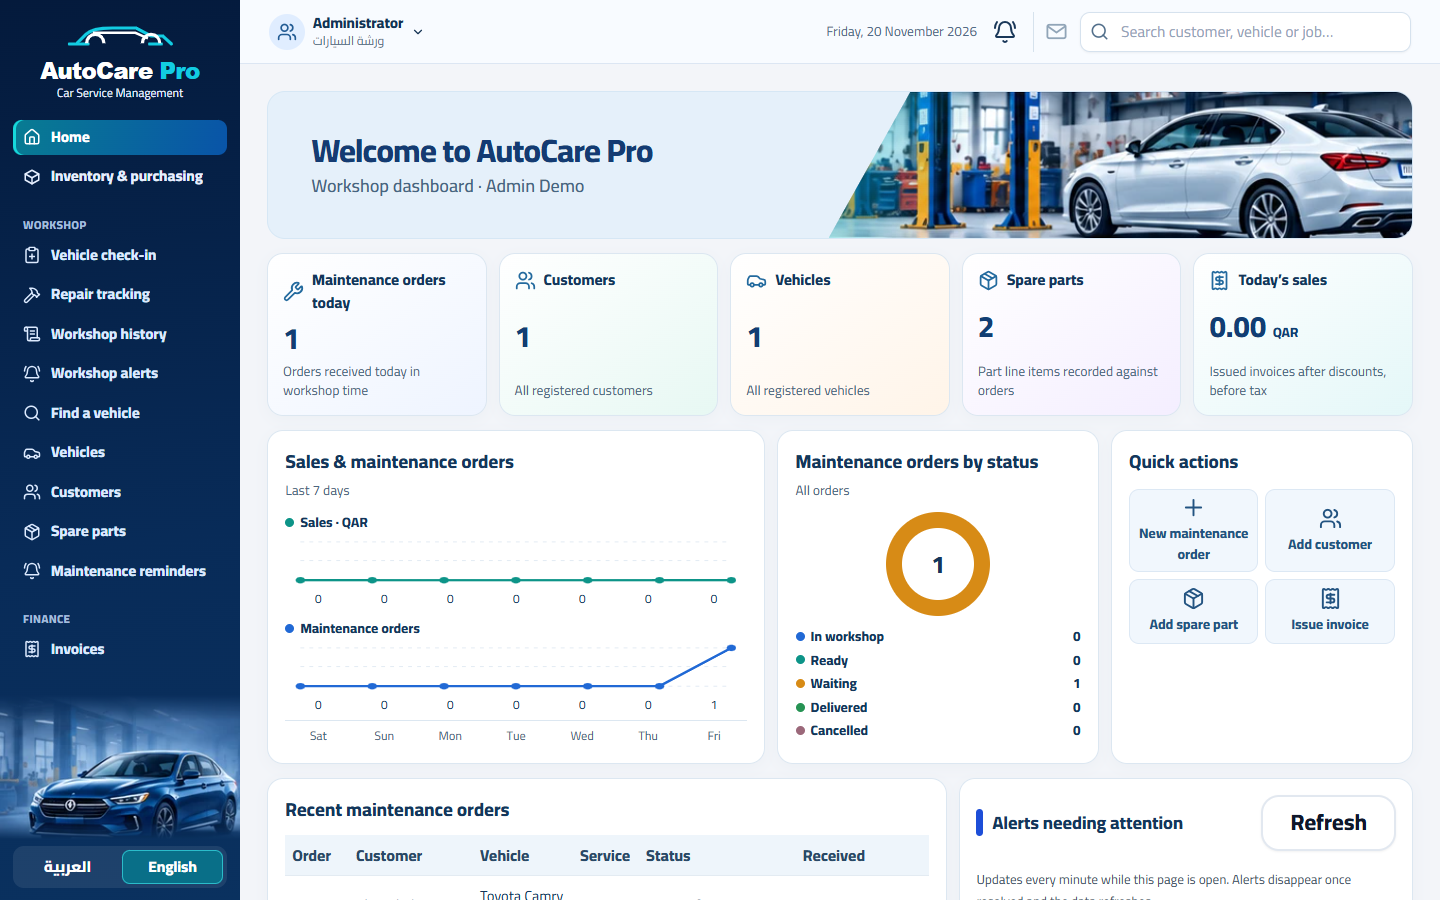 AutoCare Pro
Car Service Management
Home
Inventory & purchasing
WORKSHOP
Vehicle check-in
Repair tracking
Workshop history
Workshop alerts
Find a vehicle
Vehicles
Customers
Spare parts
Maintenance reminders
FINANCE
Invoices
العربية
English
Administrator
ورشة السيارات
Friday, 20 November 2026
Search customer, vehicle or job...
Welcome to AutoCare Pro
Workshop dashboard · Admin Demo
Maintenance orders
today
1
Orders received today in
workshop time
Customers
1
All registered customers
Vehicles
1
All registered vehicles
Spare parts
2
Part line items recorded against
orders
Today's sales
0.00 QAR
Issued invoices after discounts,
before tax
Sales & maintenance orders
Last 7 days
Sales · QAR
0 0 0 0 0 0 0
Maintenance orders
0 0 0 0 0 0 1
Sat Sun Mon Tue Wed Thu Fri
Maintenance orders by status
All orders
1
In workshop 0
Ready 0
Waiting 1
Delivered 0
Cancelled 0
Quick actions
New maintenance
order
Add customer
Add spare part
Issue invoice
Recent maintenance orders
Order Customer Vehicle Service Status Received
Toyota Camry
Alerts needing attention
Refresh
Updates every minute while this page is open. Alerts disappear once